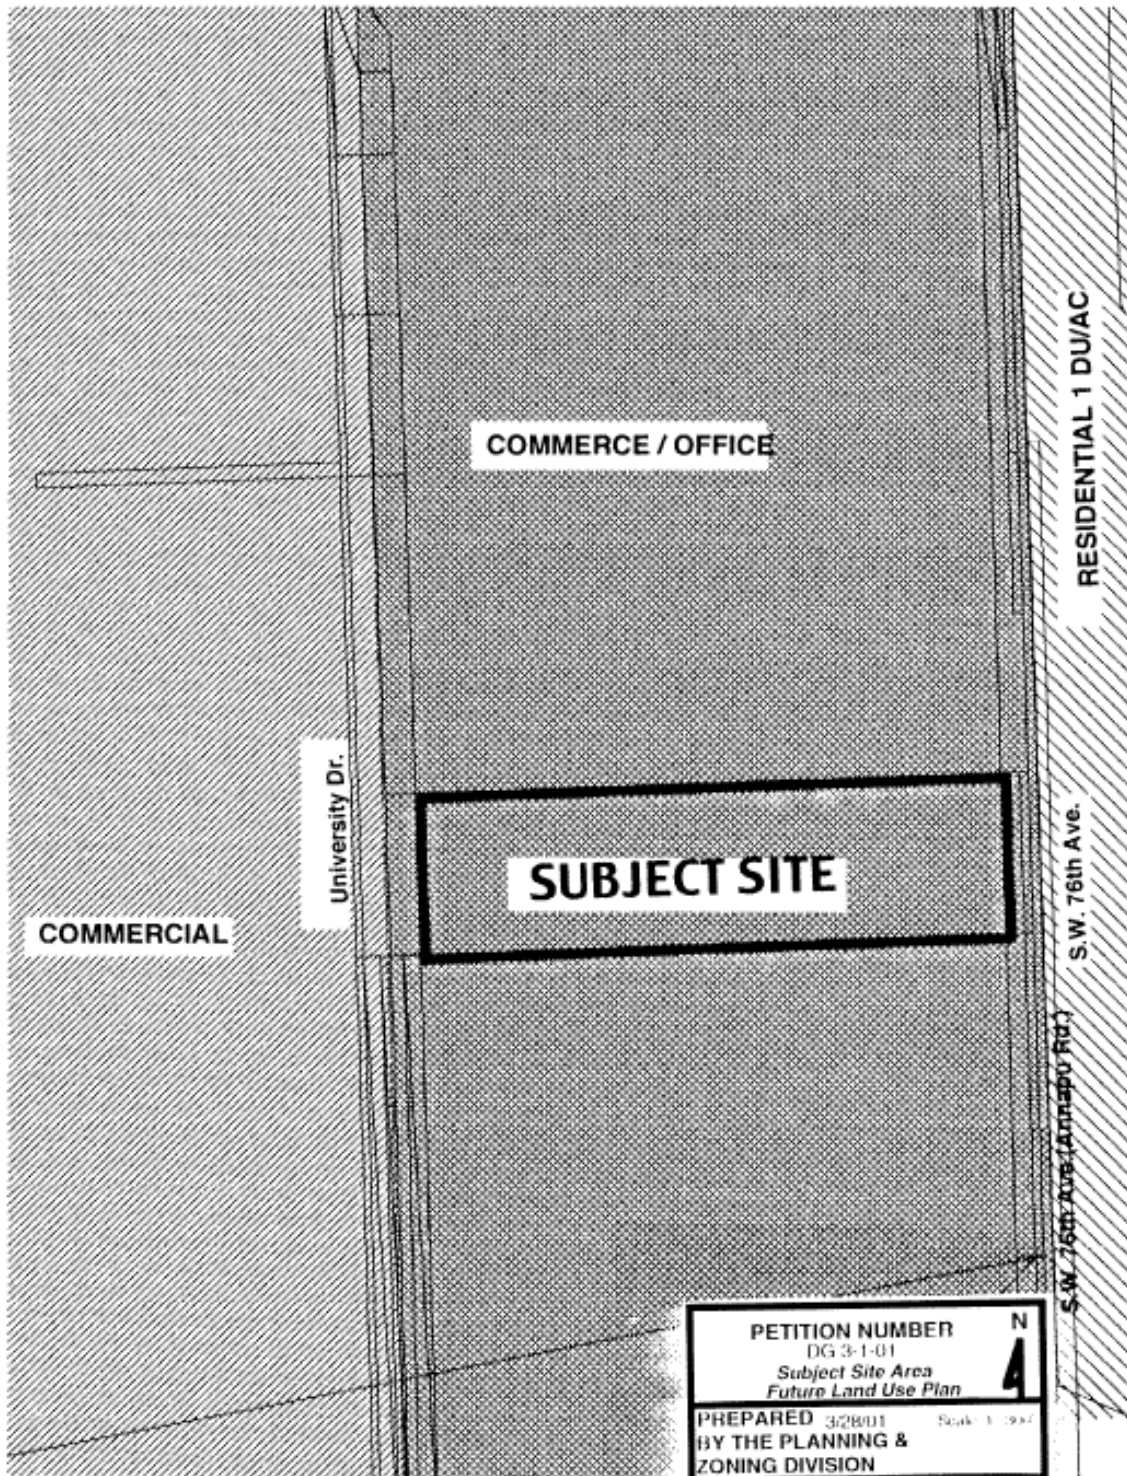 COMMERCE / OFFICE
RESIDENTIAL 1 DU/AC
University Dr.
SUBJECT SITE
S.W. 76th Ave.
COMMERCIAL
S.W. 76th Ave (Annapu Rd.)
PETITION NUMBER
N
DG 3-1-01
Subject Site Area
Future Land Use Plan
PREPARED 3/28/01
Scale:
BY THE PLANNING &
ZONING DIVISION